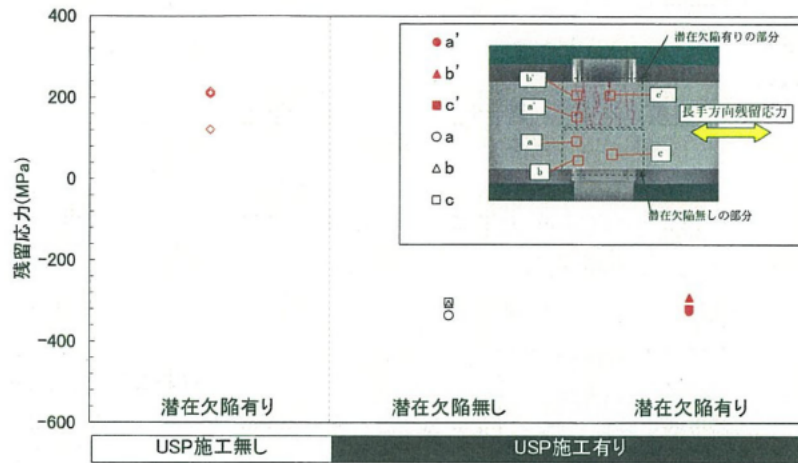 400
200
0
-200
-400
-600
残留応力(MPa)
a'
b'
c'
a
b
c
潜在欠陥有りの部分
b'
c'
a'
a
b
c
長手方向残留応力
潜在欠陥無しの部分
潜在欠陥有り
潜在欠陥無し
潜在欠陥有り
USP施工無し
USP施工有り